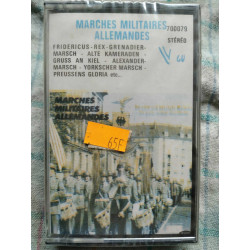 MARCHES MILITAIRES
ALLEMANDES
700079
STÉRÉO
FRIDERICUS-REX-GRENADIER-
MARSCH - ALTE KAMERADEN
GRUSS AN KIEL - ALEXANDER-
MARSCH - YORKSCHER MARSCH -
PREUSSENS GLORIA etc...
MARCHES
MILITAIRES
ALLEMANDES
65F